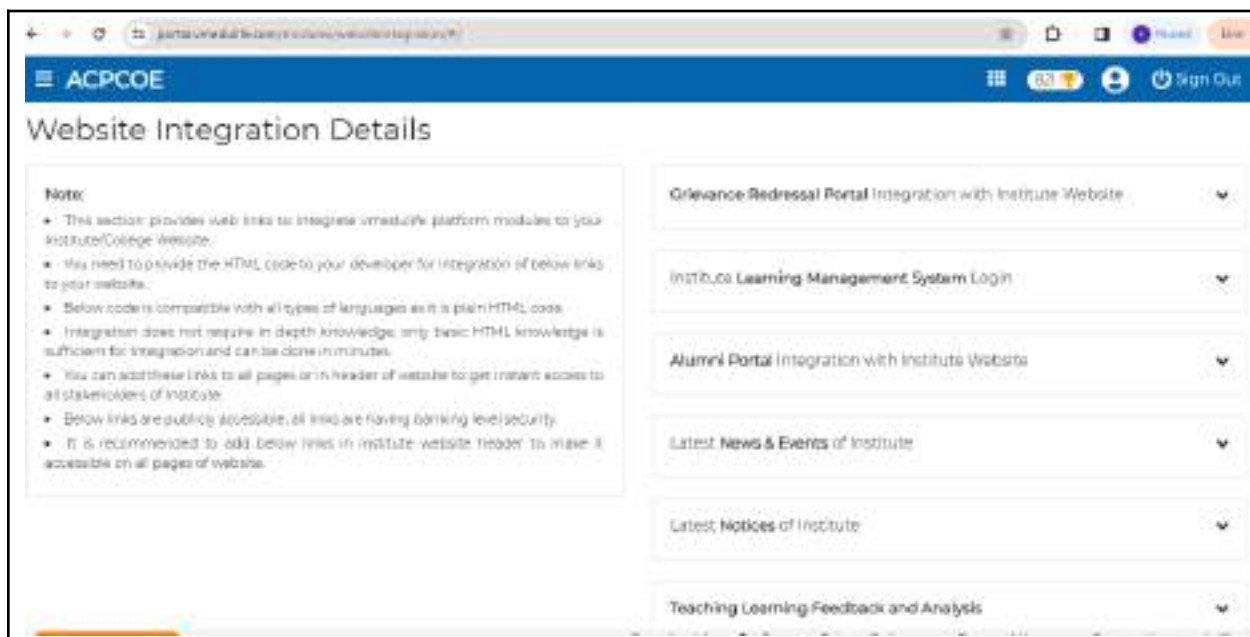 ACPCOE
Sign Out
Website Integration Details
Note:
• This section provides web links to integrate vmedulife platform modules to your
Institute/College Website.
• You need to provide the HTML code to your developer for integration of below links
to your website.
• Below code is compatible with all types of languages as it is plain HTML code.
• Integration does not require in depth knowledge, only basic HTML knowledge is
sufficient for integration and can be done in minutes.
• You can add these links to all pages or in header of website to get instant access to
all stakeholders of Institute.
• Below links are publicly accessible, all links are having banking level security.
• It is recommended to add below links in institute website header to make it
accessible on all pages of website.
Grievance Redressal Portal Integration with Institute Website
Institute Learning Management System Login
Alumni Portal Integration with Institute Website
Latest News & Events of Institute
Latest Notices of Institute
Teaching Learning Feedback and Analysis